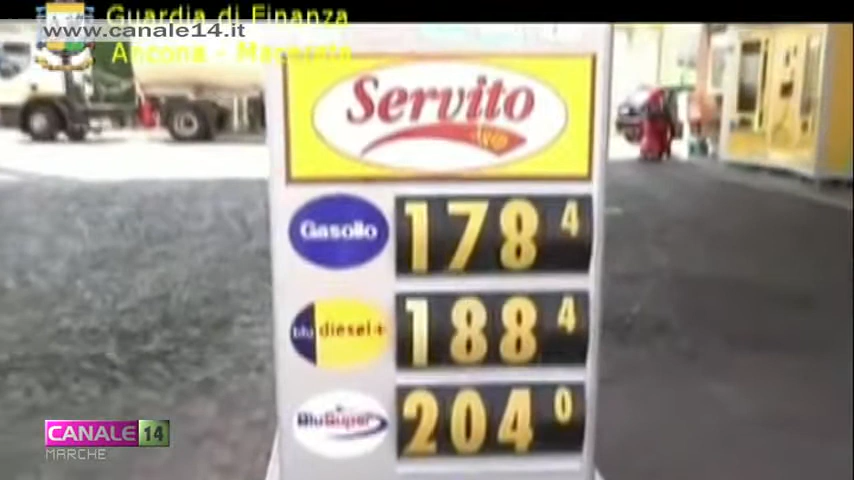 Guardia di Finanza
www.canale14.it
Ancona - Macerata
Servito
Gasolio
178 4
blu diesel+
188 4
BluSuper
204 0
CANALE 14
MARCHE